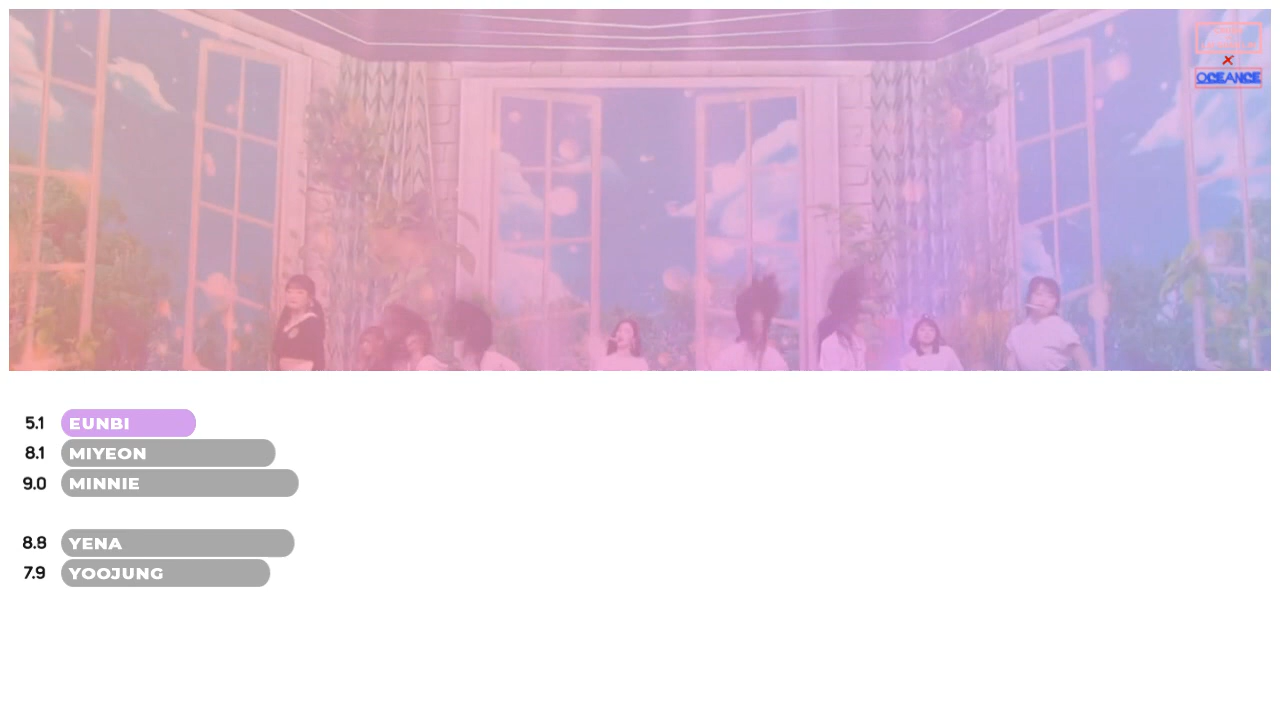 ×
OCEANCE
5.1 EUNBI
8.1 MIYEON
9.0 MINNIE
8.8 YENA
7.9 YOOJUNG